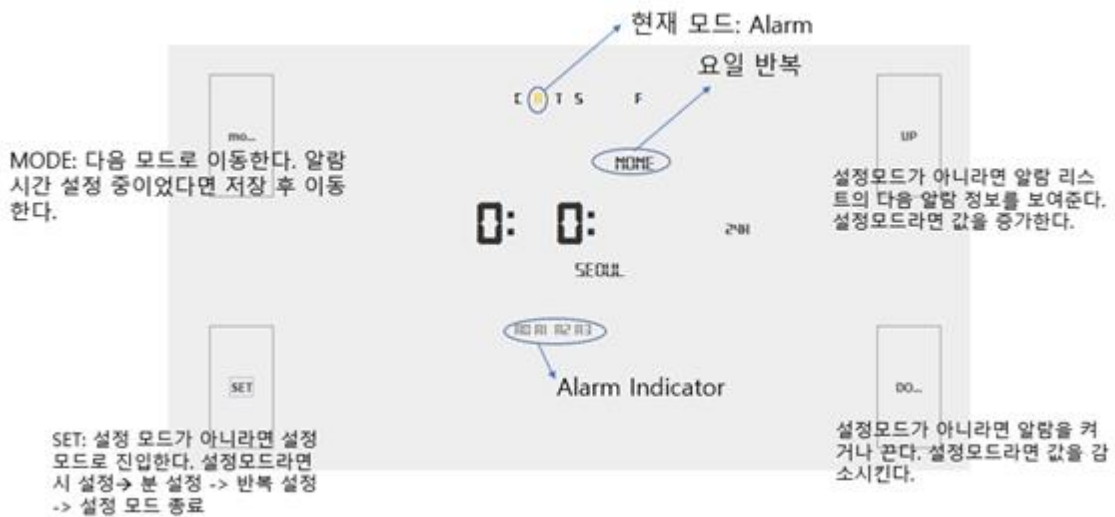 현재 모드: Alarm
요일 반복
C A T S F
mo...
UP
MODE: 다음 모드로 이동한다. 알람
시간 설정 중이었다면 저장 후 이동
한다.
NONE
설정모드가 아니라면 알람 리스
트의 다음 알람 정보를 보여준다.
설정모드라면 값을 증가한다.
0: 0:
24H
SEOUL
A0 A1 A2 A3
Alarm Indicator
SET
DO...
SET: 설정 모드가 아니라면 설정
모드로 진입한다. 설정모드라면
시 설정→ 분 설정 -> 반복 설정
-> 설정 모드 종료
설정모드가 아니라면 알람을 켜
거나 끈다. 설정모드라면 값을 감
소시킨다.